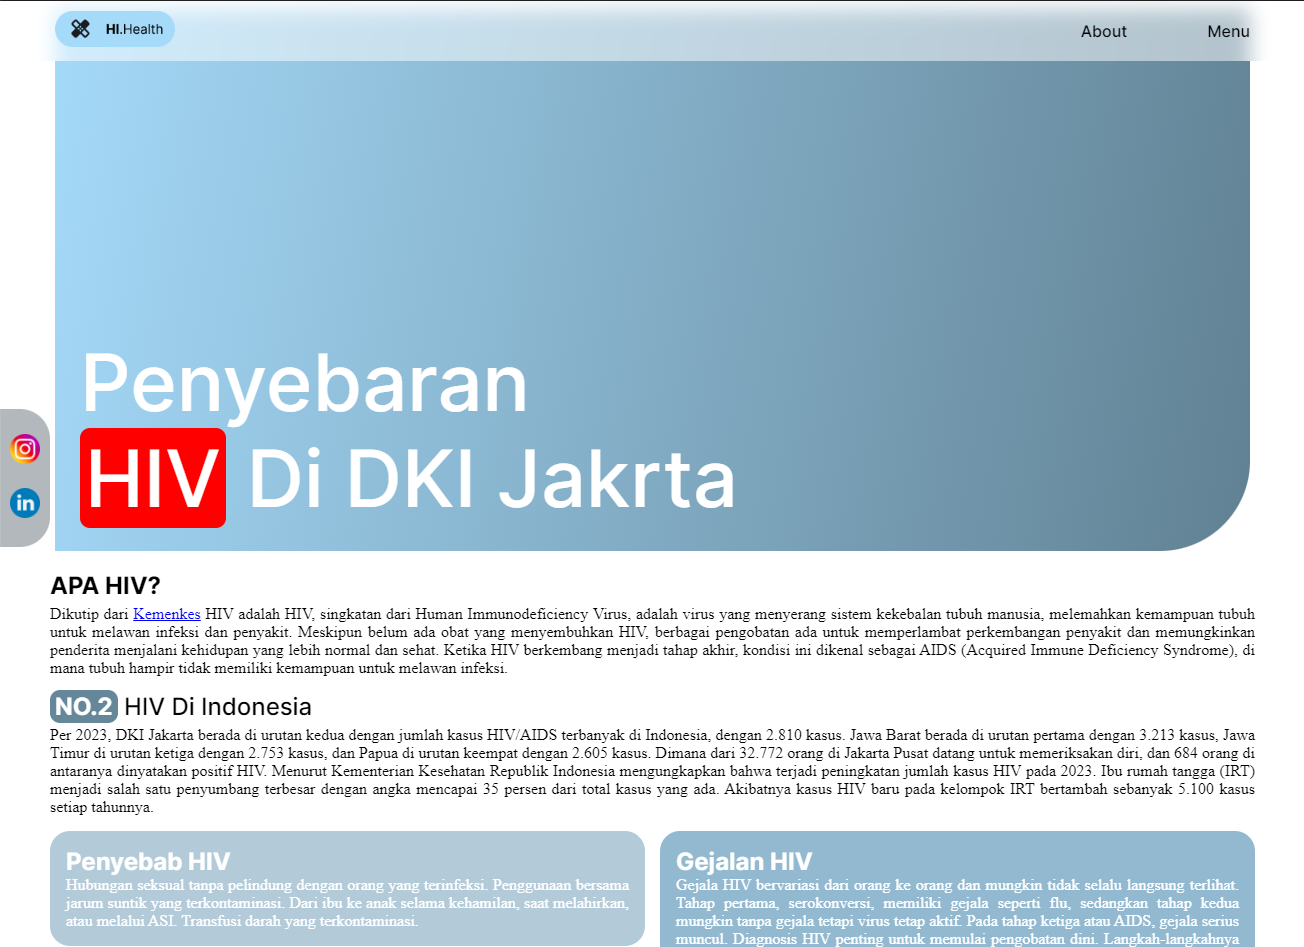 HI.Health
About
Menu
Penyebaran
HIV Di DKI Jakrta
APA HIV?
Dikutip dari Kemenkes HIV adalah HIV, singkatan dari Human Immunodeficiency Virus, adalah virus yang menyerang sistem kekebalan tubuh manusia, melemahkan kemampuan tubuh
untuk melawan infeksi dan penyakit. Meskipun belum ada obat yang menyembuhkan HIV, berbagai pengobatan ada untuk memperlambat perkembangan penyakit dan memungkinkan
penderita menjalani kehidupan yang lebih normal dan sehat. Ketika HIV berkembang menjadi tahap akhir, kondisi ini dikenal sebagai AIDS (Acquired Immune Deficiency Syndrome), di
mana tubuh hampir tidak memiliki kemampuan untuk melawan infeksi.
NO.2 HIV Di Indonesia
Per 2023, DKI Jakarta berada di urutan kedua dengan jumlah kasus HIV/AIDS terbanyak di Indonesia, dengan 2.810 kasus. Jawa Barat berada di urutan pertama dengan 3.213 kasus, Jawa
Timur di urutan ketiga dengan 2.753 kasus, dan Papua di urutan keempat dengan 2.605 kasus. Dimana dari 32.772 orang di Jakarta Pusat datang untuk memeriksakan diri, dan 684 orang di
antaranya dinyatakan positif HIV. Menurut Kementerian Kesehatan Republik Indonesia mengungkapkan bahwa terjadi peningkatan jumlah kasus HIV pada 2023. Ibu rumah tangga (IRT)
menjadi salah satu penyumbang terbesar dengan angka mencapai 35 persen dari total kasus yang ada. Akibatnya kasus HIV baru pada kelompok IRT bertambah sebanyak 5.100 kasus
setiap tahunnya.
Penyebab HIV
Hubungan seksual tanpa pelindung dengan orang yang terinfeksi. Penggunaan bersama
jarum suntik yang terkontaminasi. Dari ibu ke anak selama kehamilan, saat melahirkan,
atau melalui ASI. Transfusi darah yang terkontaminasi.
Gejalan HIV
Gejala HIV bervariasi dari orang ke orang dan mungkin tidak selalu langsung terlihat.
Tahap pertama, serokonversi, memiliki gejala seperti flu, sedangkan tahap kedua
mungkin tanpa gejala tetapi virus tetap aktif. Pada tahap ketiga atau AIDS, gejala serius
muncul. Diagnosis HIV penting untuk memulai pengobatan dini. Langkah-langkahnya